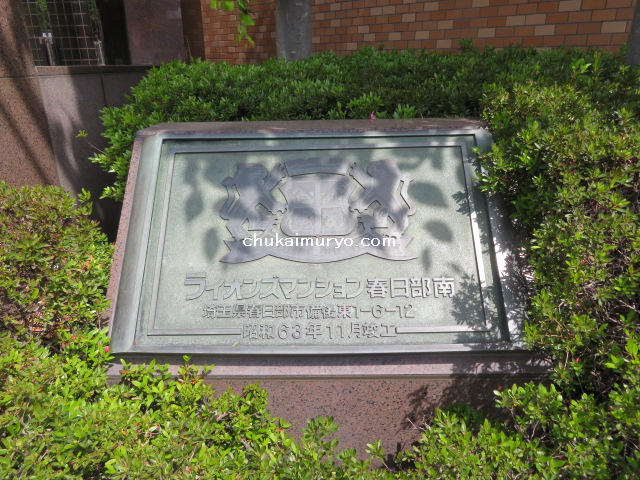 chukaimuryo.com
ライオンズマンション春日部南
埼玉県春日部市備後東1-6-12
昭和63年11月竣工